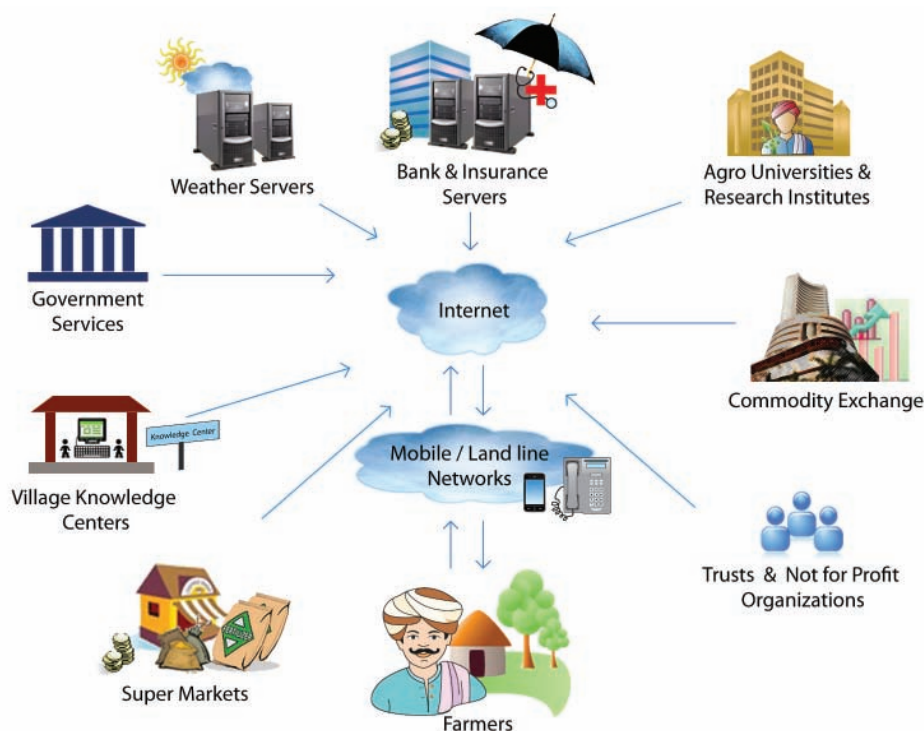 Weather Servers
Bank & Insurance
Servers
Agro Universities &
Research Institutes
Government
Services
Internet
Commodity Exchange
Knowledge Center
Village Knowledge
Centers
Mobile / Land line
Networks
Trusts & Not for Profit
Organizations
FERTILIZER
Super Markets
Farmers